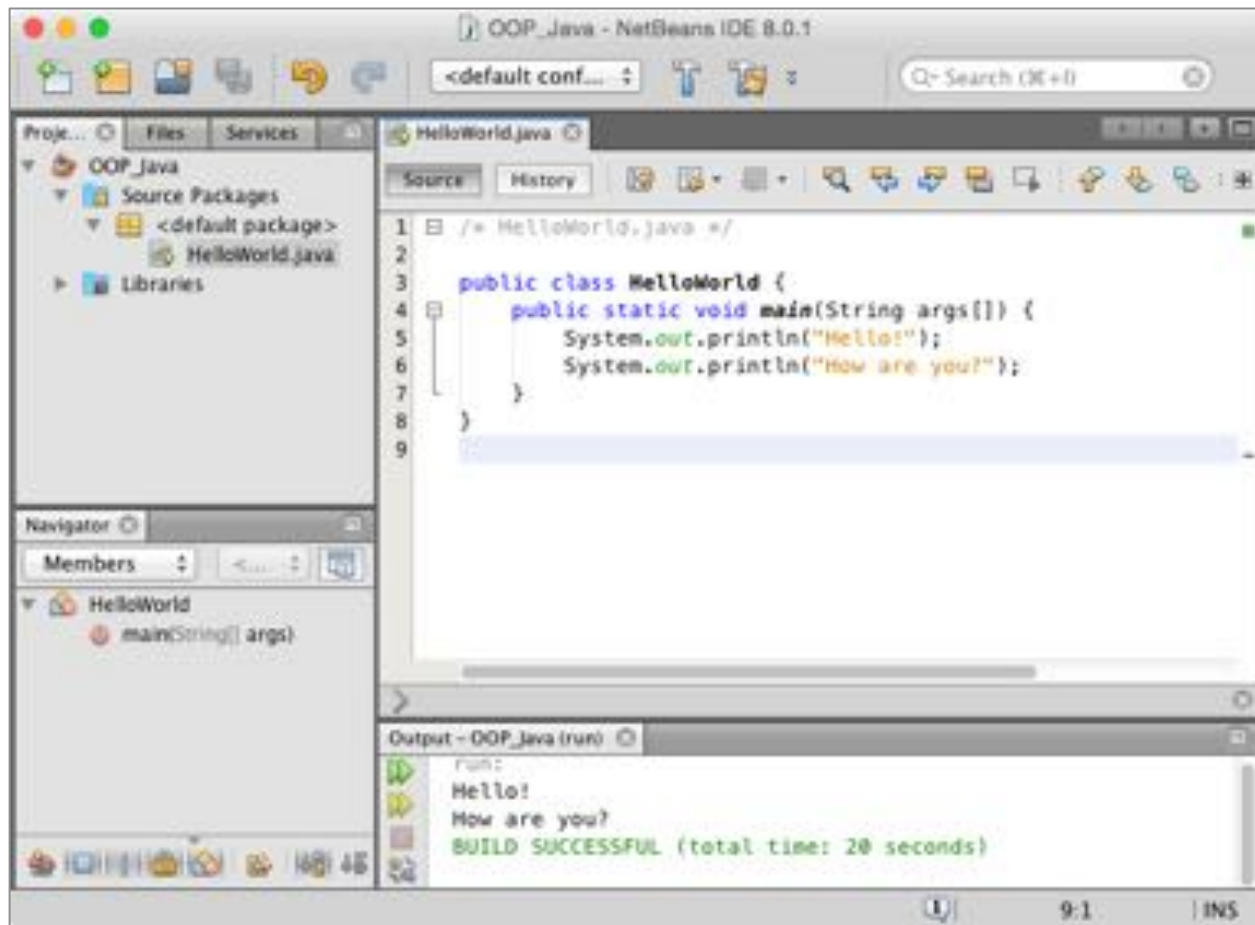 OOP_Java - NetBeans IDE 8.0.1
<default conf...
Search (⌘+I)
Proje...
Files
Services
OOP_Java
Source Packages
<default package>
HelloWorld.java
Libraries
Navigator
Members
<...
HelloWorld
main(String[] args)
HelloWorld.java
Source
History
1 /* HelloWorld.java */
2
3 public class HelloWorld {
4 public static void main(String args[]) {
5 System.out.println("Hello!");
6 System.out.println("How are you?");
7 }
8 }
9
Output - OOP_Java (run)
run:
Hello!
How are you?
BUILD SUCCESSFUL (total time: 20 seconds)
9:1
INS